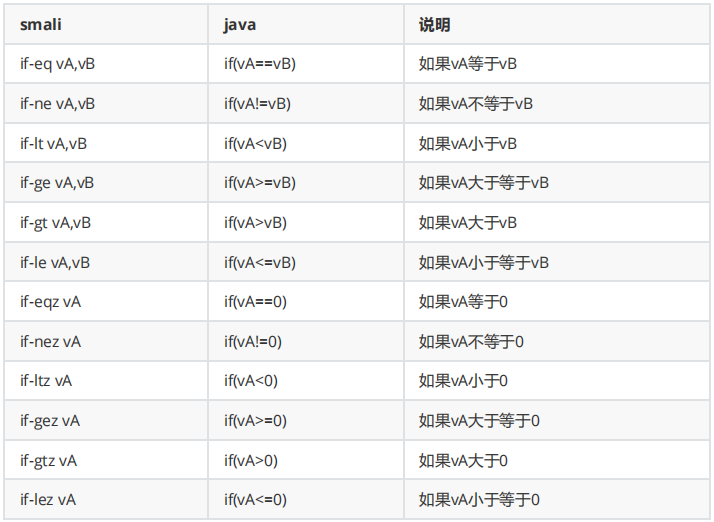 smali java 说明
if-eq vA,vB if(vA==vB) 如果vA等于vB
if-ne vA,vB if(vA!=vB) 如果vA不等于vB
if-lt vA,vB if(vA<vB) 如果vA小于vB
if-ge vA,vB if(vA>=vB) 如果vA大于等于vB
if-gt vA,vB if(vA>vB) 如果vA大于vB
if-le vA,vB if(vA<=vB) 如果vA小于等于vB
if-eqz vA if(vA==0) 如果vA等于0
if-nez vA if(vA!=0) 如果vA不等于0
if-ltz vA if(vA<0) 如果vA小于0
if-gez vA if(vA>=0) 如果vA大于等于0
if-gtz vA if(vA>0) 如果vA大于0
if-lez vA if(vA<=0) 如果vA小于等于0